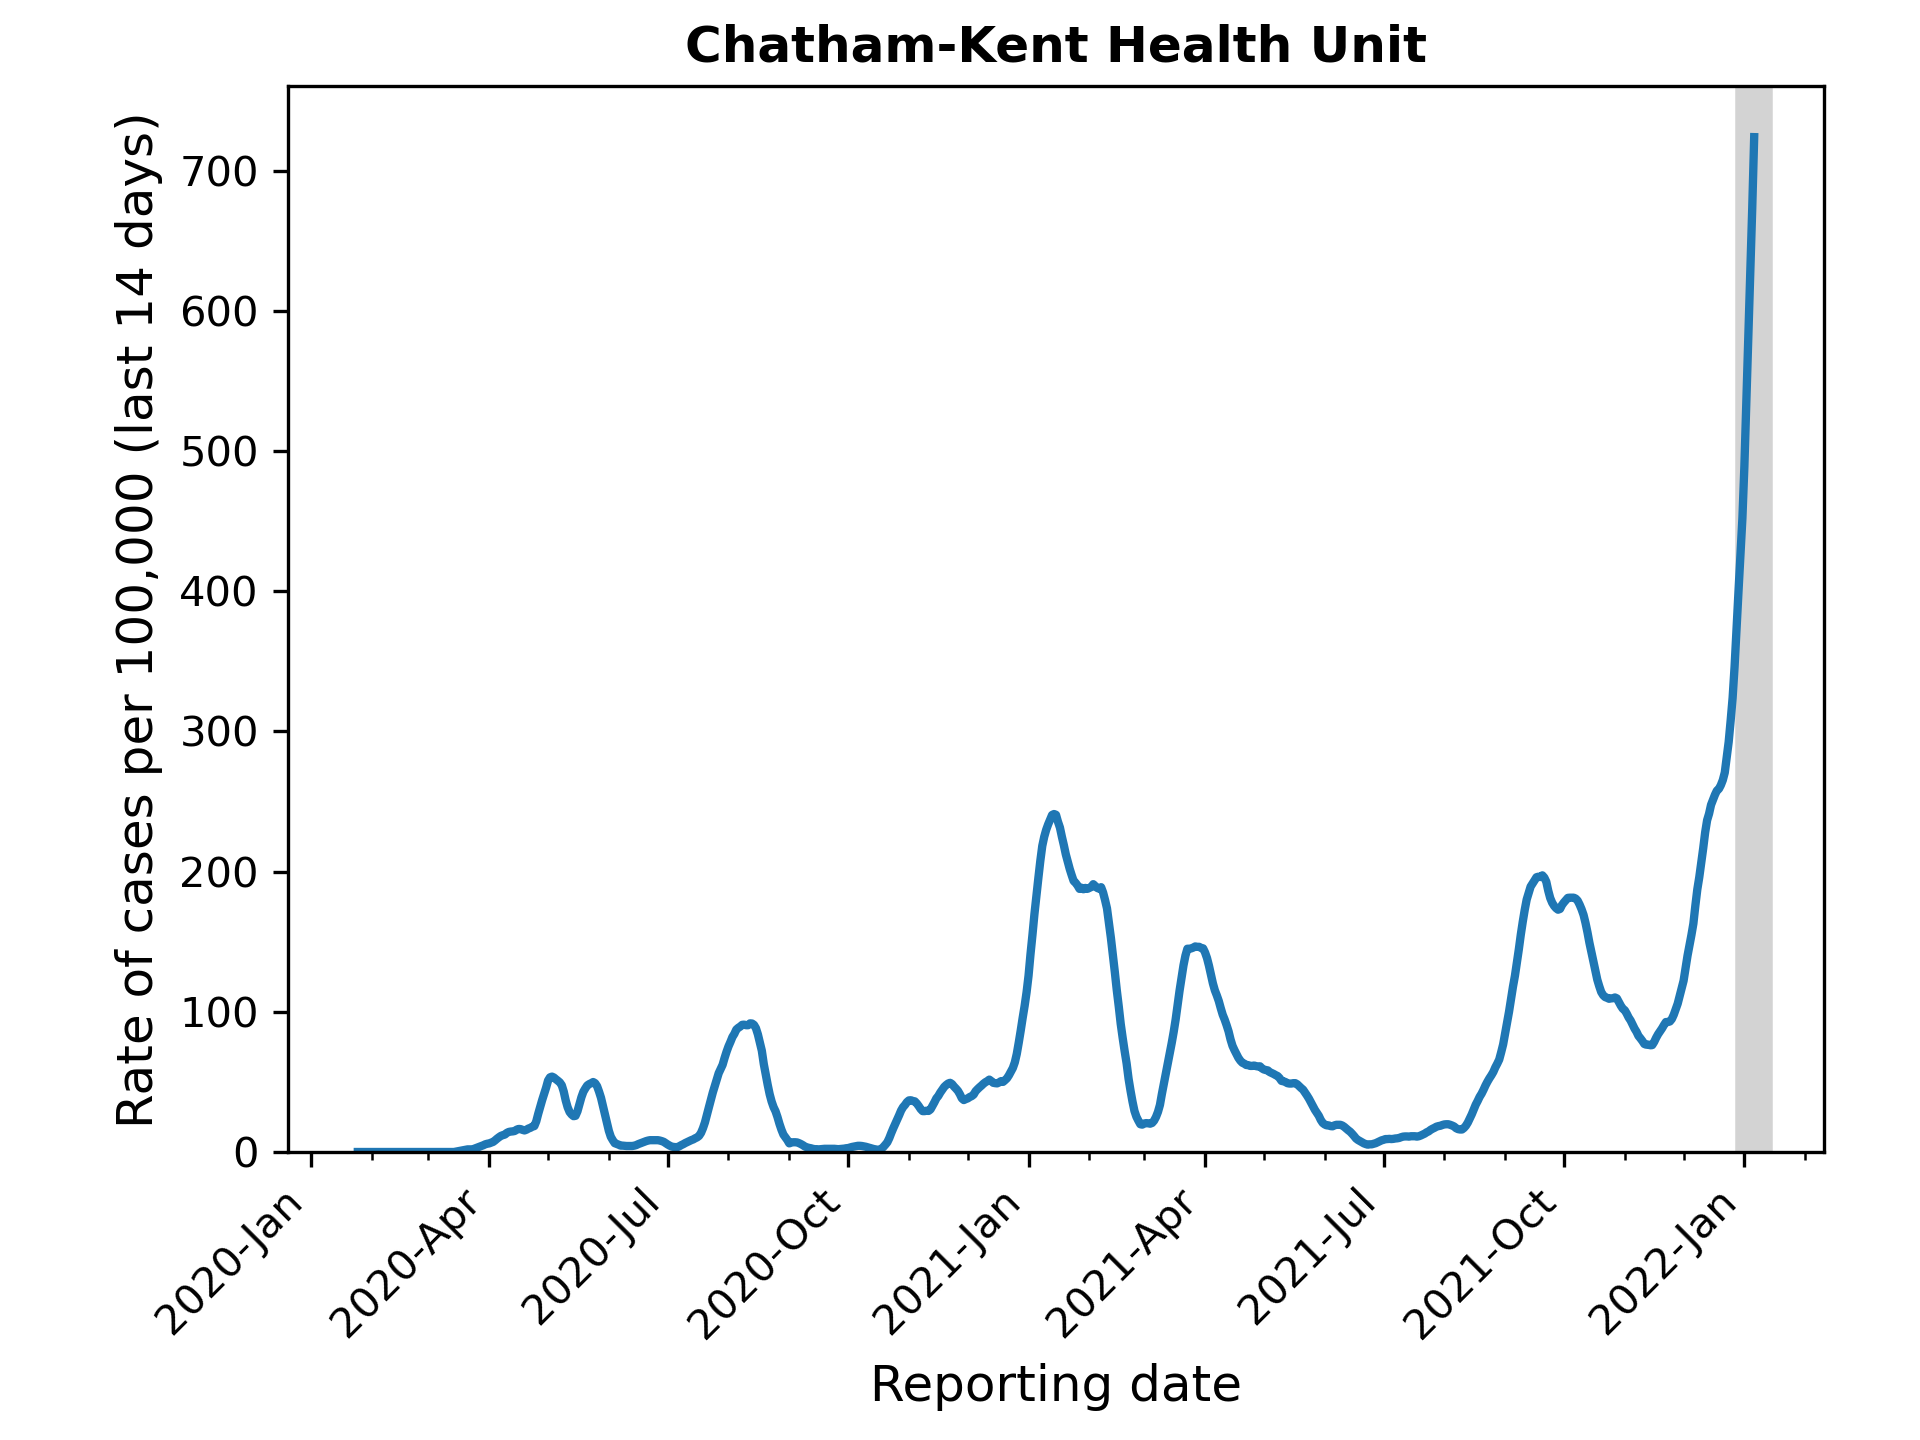 Chatham-Kent Health Unit
Rate of cases per 100,000 (last 14 days)
700
600
500
400
300
200
100
0
2020-Jan
2020-Apr
2020-Jul
2020-Oct
2021-Jan
2021-Apr
2021-Jul
2021-Oct
2022-Jan
Reporting date